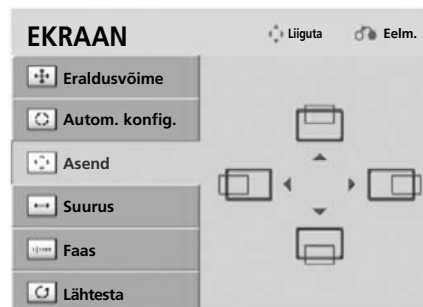 EKRAAN
Liiguta
Eelm.
Eraldusvõime
Autom. konfig.
Asend
Suurus
Faas
Lähtesta